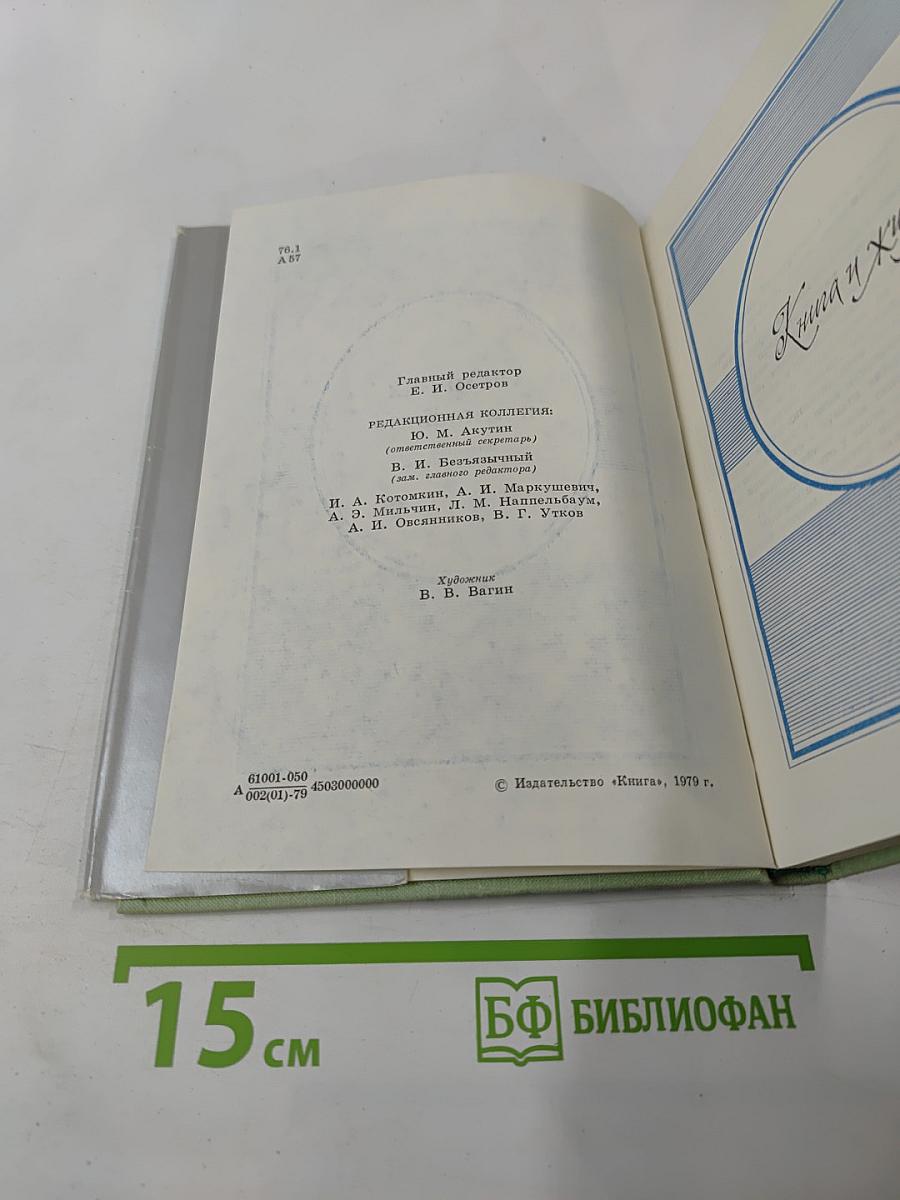 76.1
А 57
Главный редактор
Е. И. Осетров
РЕДАКЦИОННАЯ КОЛЛЕГИЯ:
Ю. М. Акутин
(ответственный секретарь)
В. И. Безъязычный
(зам. главного редактора)
И. А. Котомкин, А. И. Маркушевич,
А. Э. Мильчин, Л. М. Наппельбаум,
А. И. Овсянников, В. Г. Утков
Художник
В. В. Вагин
А 61001-050
002(01)-79 4503000000
© Издательство «Книга», 1979 г.
Книга и
15 см
БФ БИБЛИОФАН